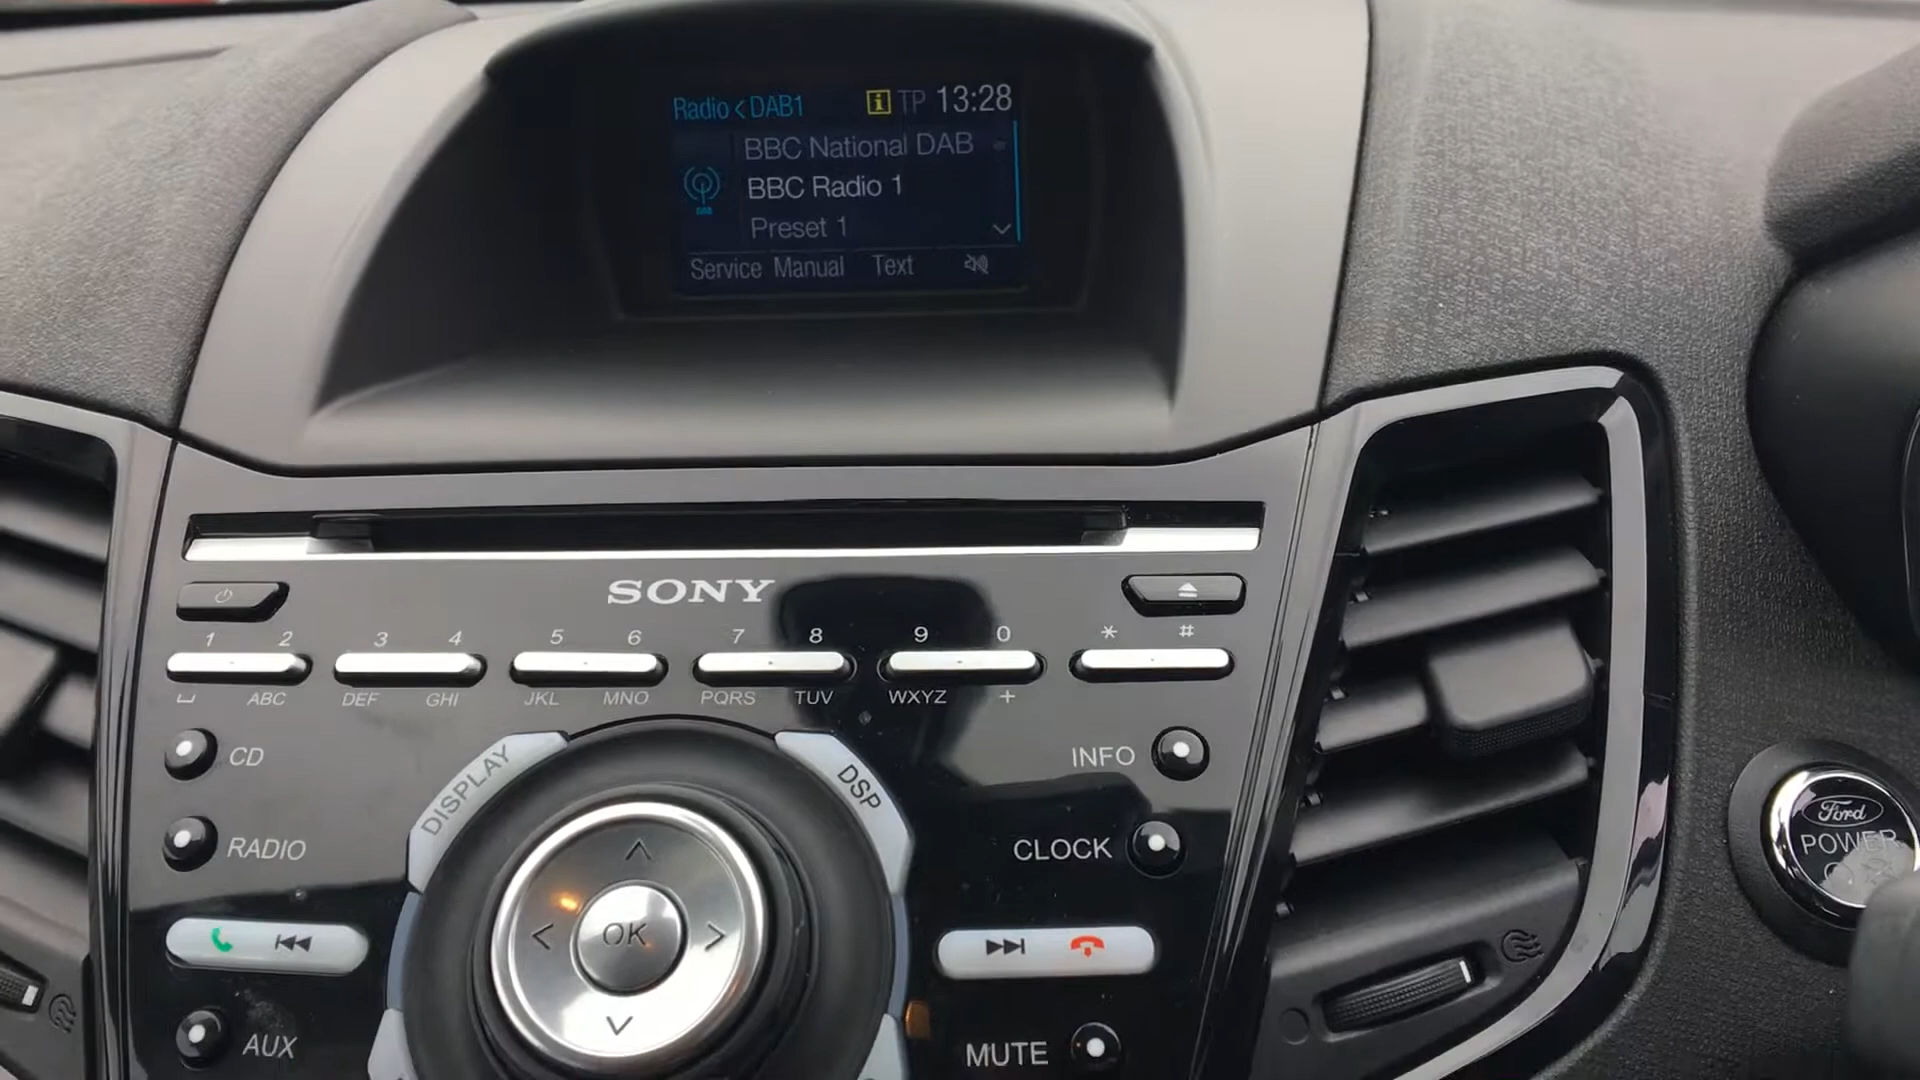 Radio < DAB1 i TP 13:28
BBC National DAB
BBC Radio 1
DAB
Preset 1
Service Manual Text
SONY
1 2 3 4 5 6 7 8 9 0 * #
ABC DEF GHI JKL MNO PQRS TUV WXYZ +
CD
DISPLAY
DSP
INFO
RADIO
CLOCK
OK
AUX
MUTE
Ford
POWER